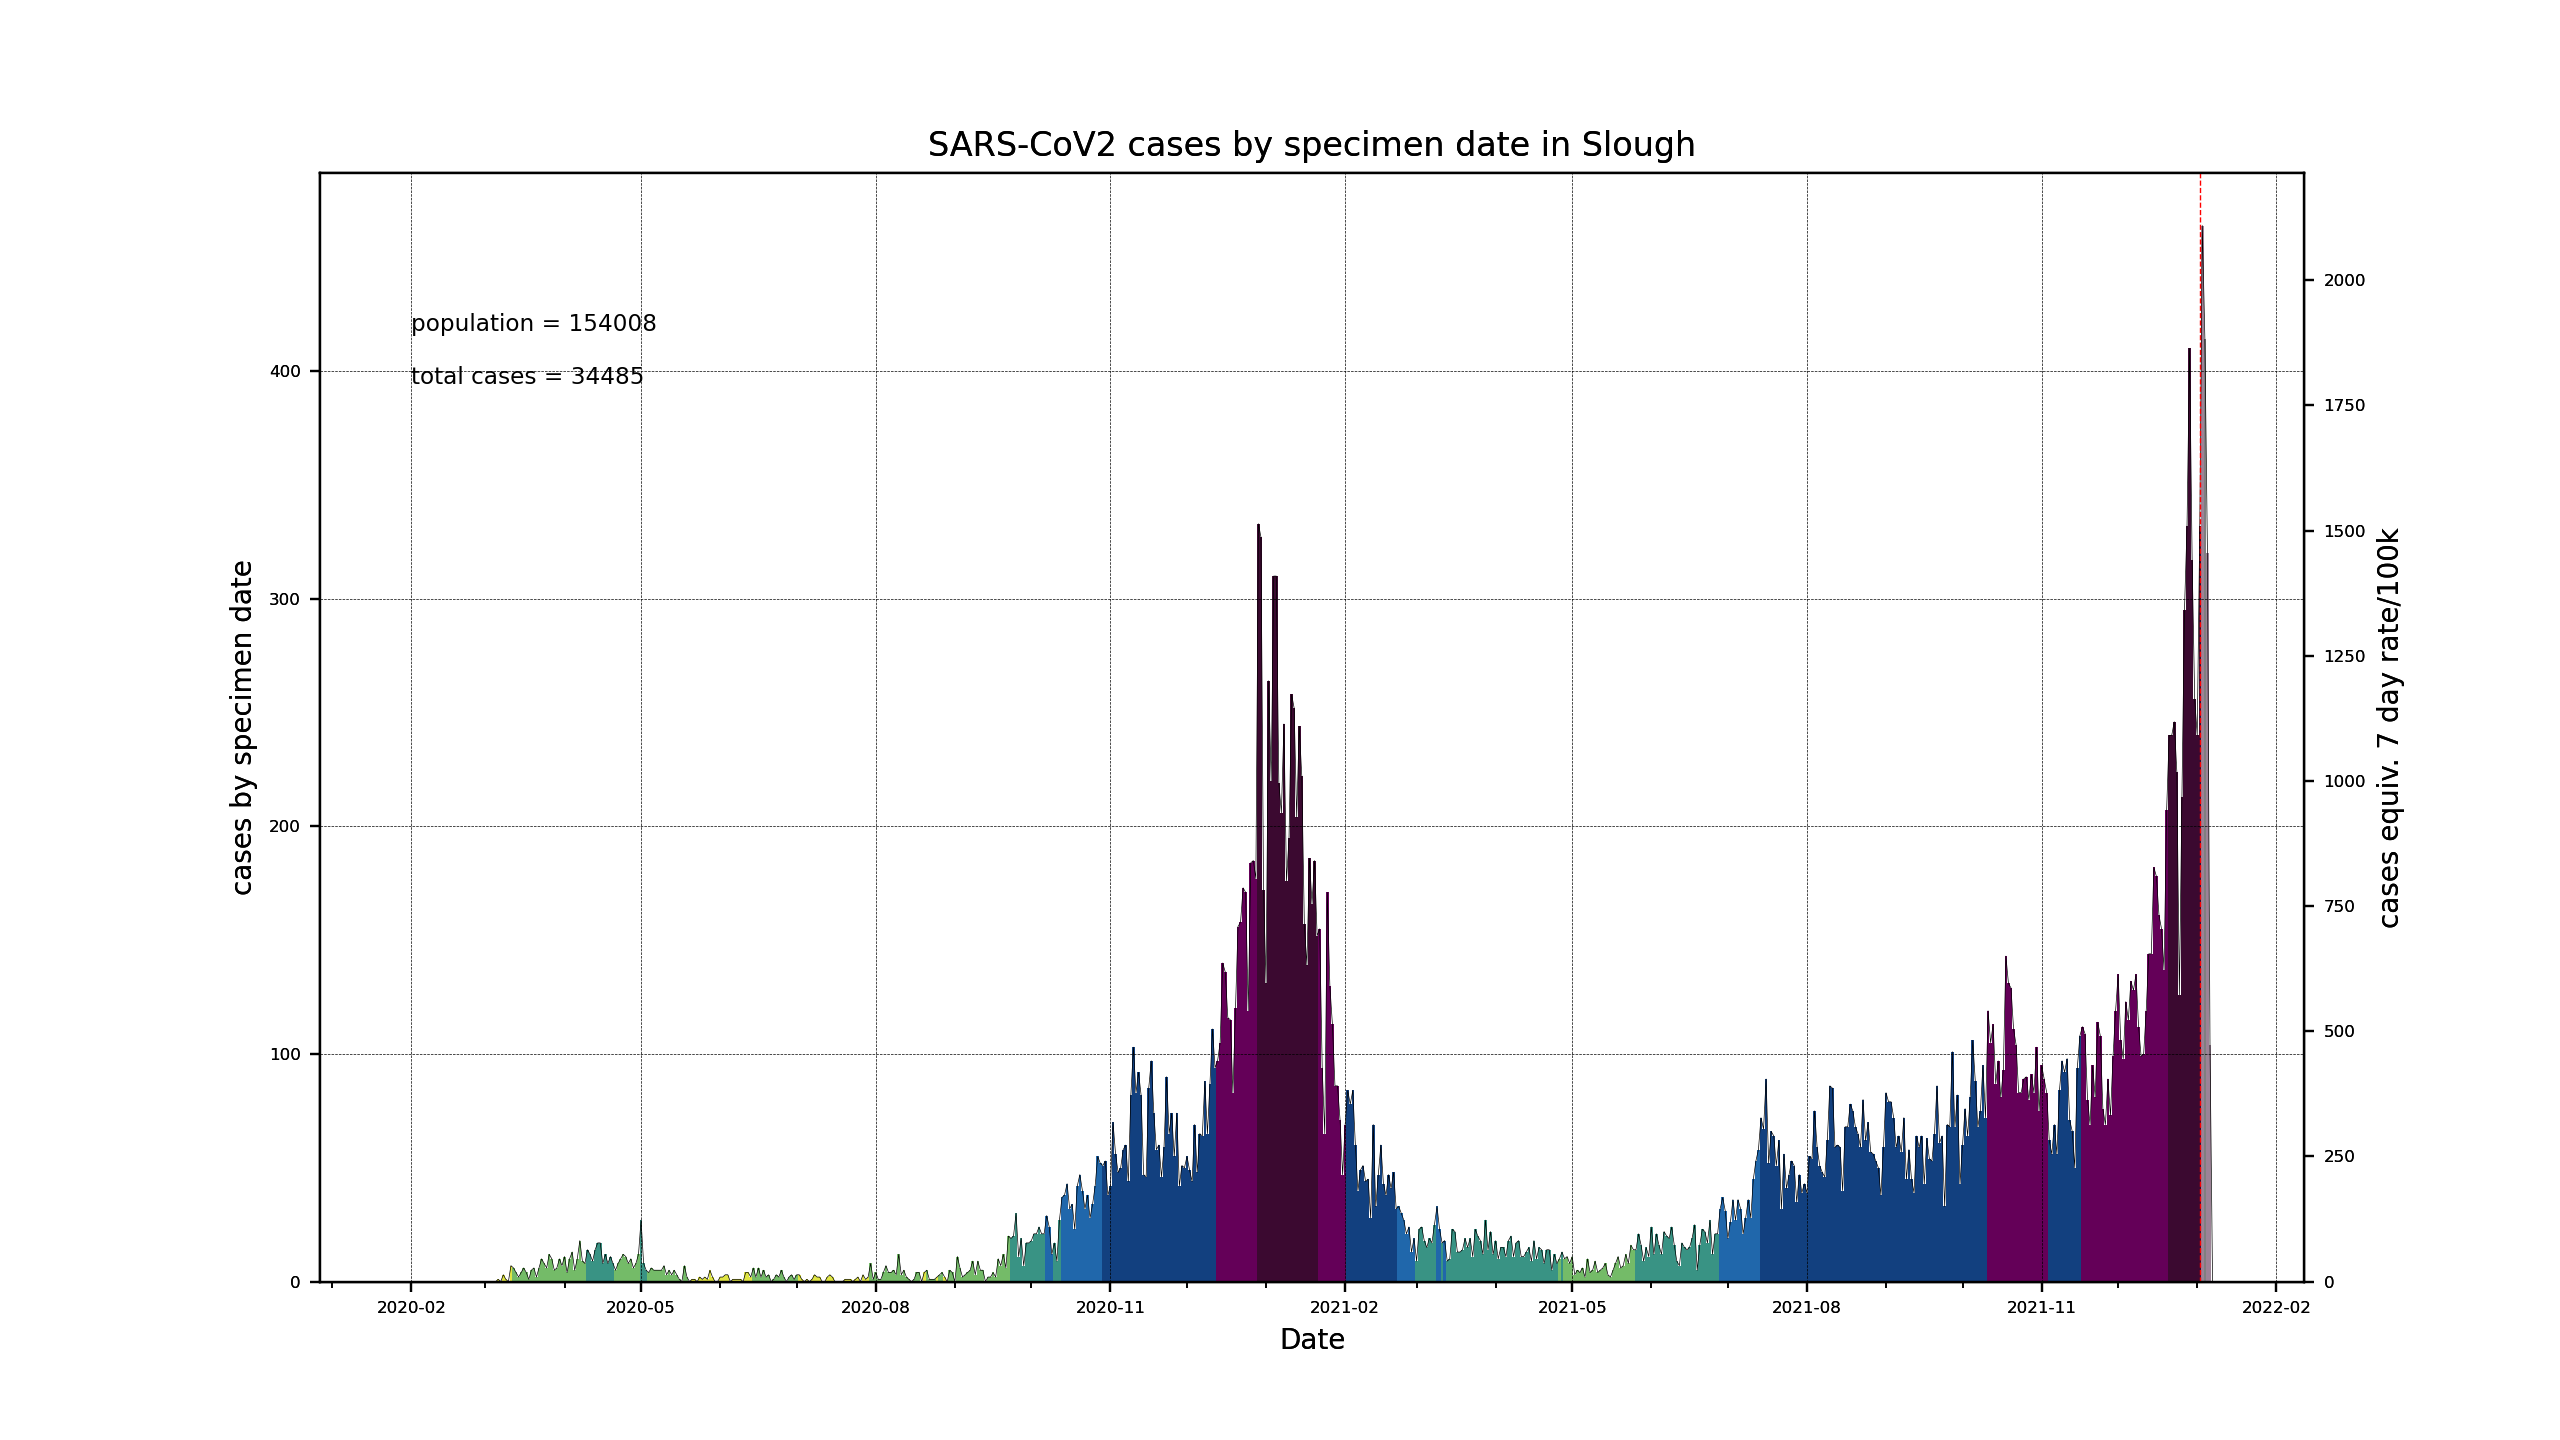 SARS-CoV2 cases by specimen date in Slough
population = 154008
total cases = 34485
cases by specimen date
400
300
200
100
0
2000
1750
1500
1250
1000
750
500
250
0
cases equiv. 7 day rate/100k
2020-02 2020-05 2020-08 2020-11 2021-02 2021-05 2021-08 2021-11 2022-02
Date